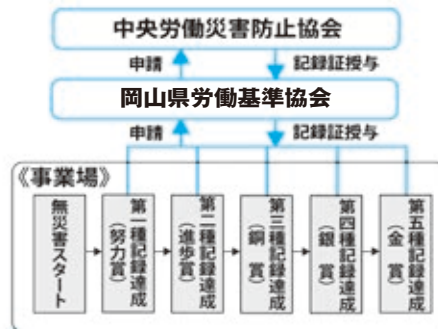 中央労働災害防止協会
申請
記録証授与
岡山県労働基準協会
申請
記録証授与
《事業場》
無災害スタート
第一種記録達成
(努力賞)
第二種記録達成
(進歩賞)
第三種記録達成
(銅 賞)
第四種記録達成
(銀 賞)
第五種記録達成
(金 賞)